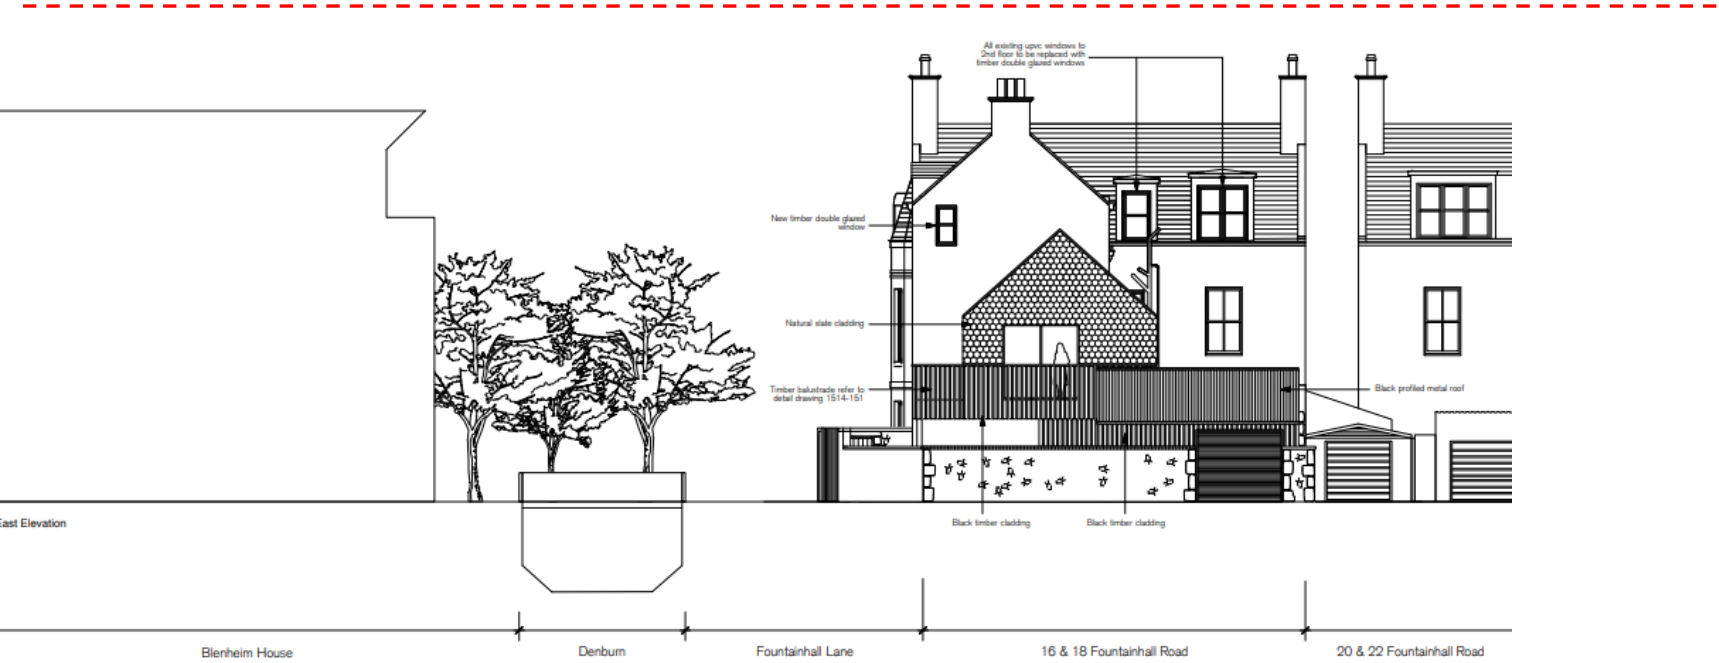 All existing upvc windows to
2nd floor to be replaced with
timber double glazed windows
New timber double glazed
window
Natural slate cladding
Timber balustrade refer to
detail drawing 1514-151
Black profiled metal roof
Black timber cladding
Black timber cladding
East Elevation
Blenheim House
Denburn
Fountainhall Lane
16 & 18 Fountainhall Road
20 & 22 Fountainhall Road